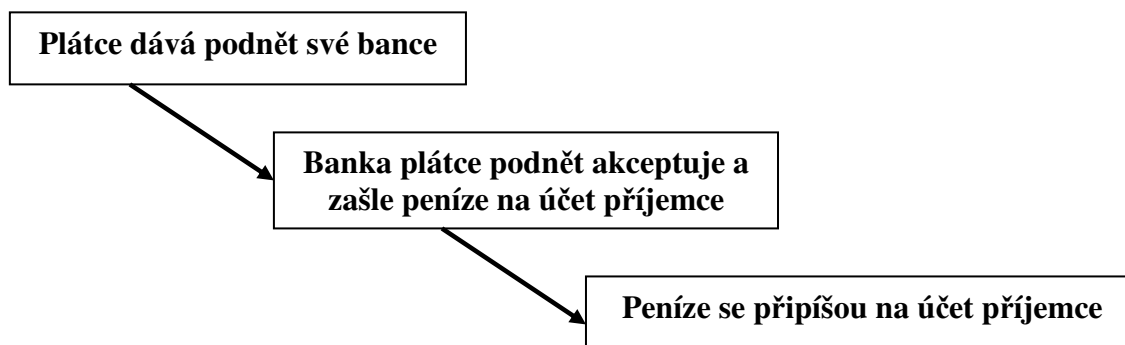 Plátce dává podnět své bance
Banka plátce podnět akceptuje a
zašle peníze na účet příjemce
Peníze se připíšou na účet příjemce